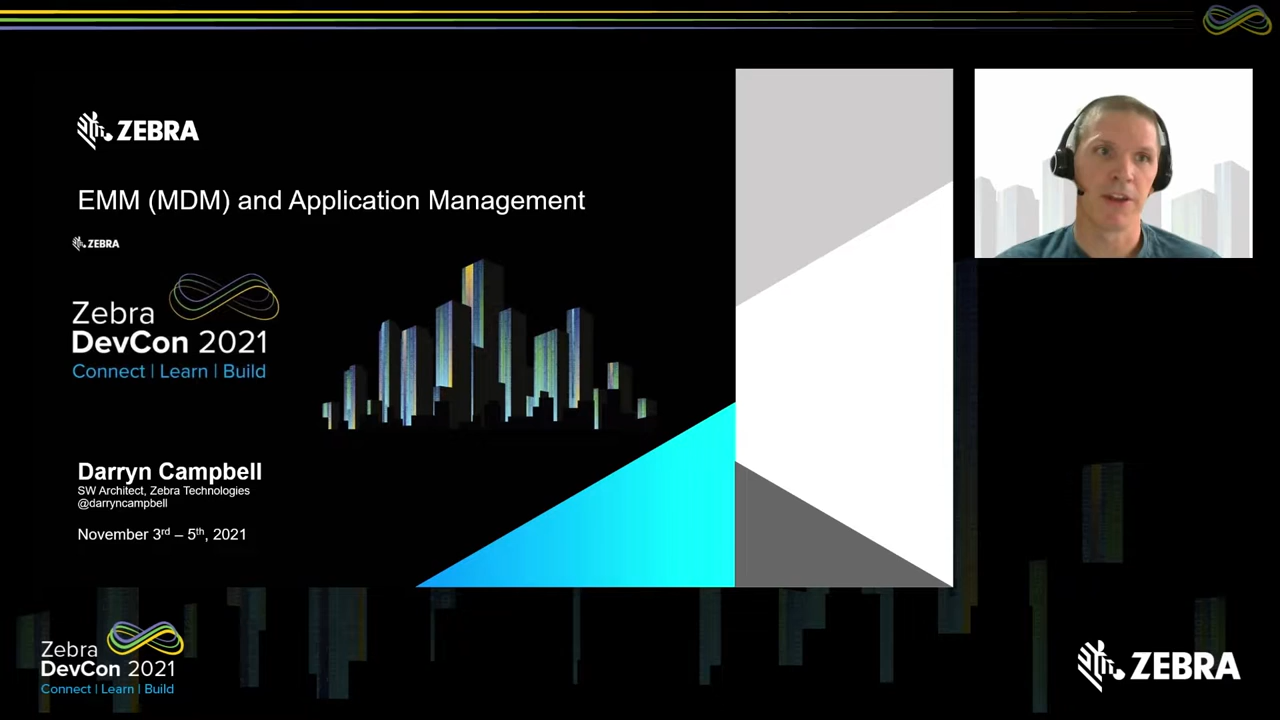 ZEBRA
EMM (MDM) and Application Management
ZEBRA
Zebra
DevCon 2021
Connect | Learn | Build
Darryn Campbell
SW Architect, Zebra Technologies
@darryncampbell
November 3rd – 5th, 2021
Zebra
DevCon 2021
Connect | Learn | Build
ZEBRA